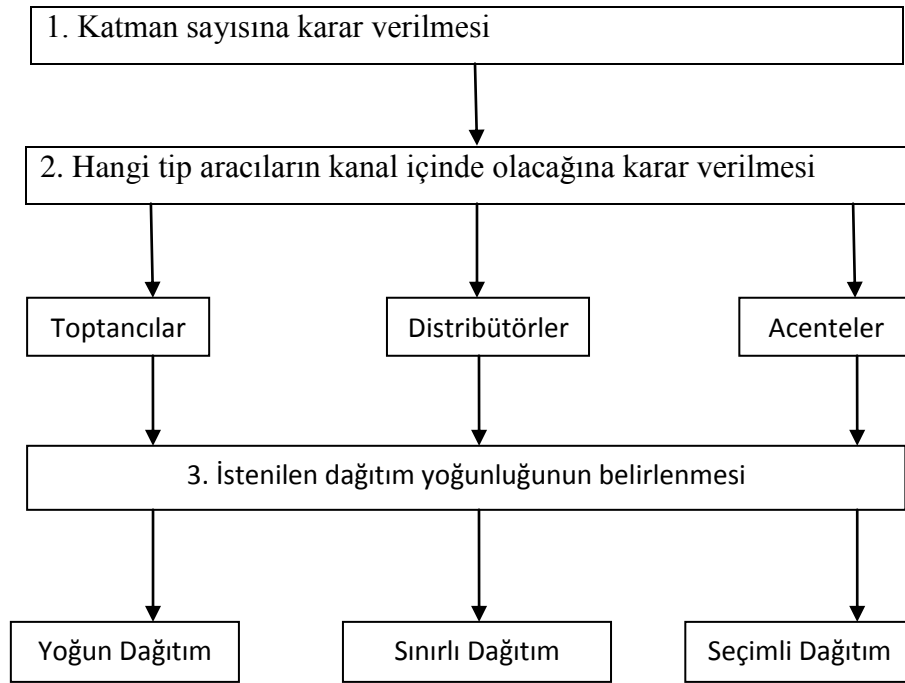 1. Katman sayısına karar verilmesi
2. Hangi tip aracıların kanal içinde olacağına karar verilmesi
Toptancılar
Distribütörler
Acenteler
3. İstenilen dağıtım yoğunluğunun belirlenmesi
Yoğun Dağıtım
Sınırlı Dağıtım
Seçimli Dağıtım